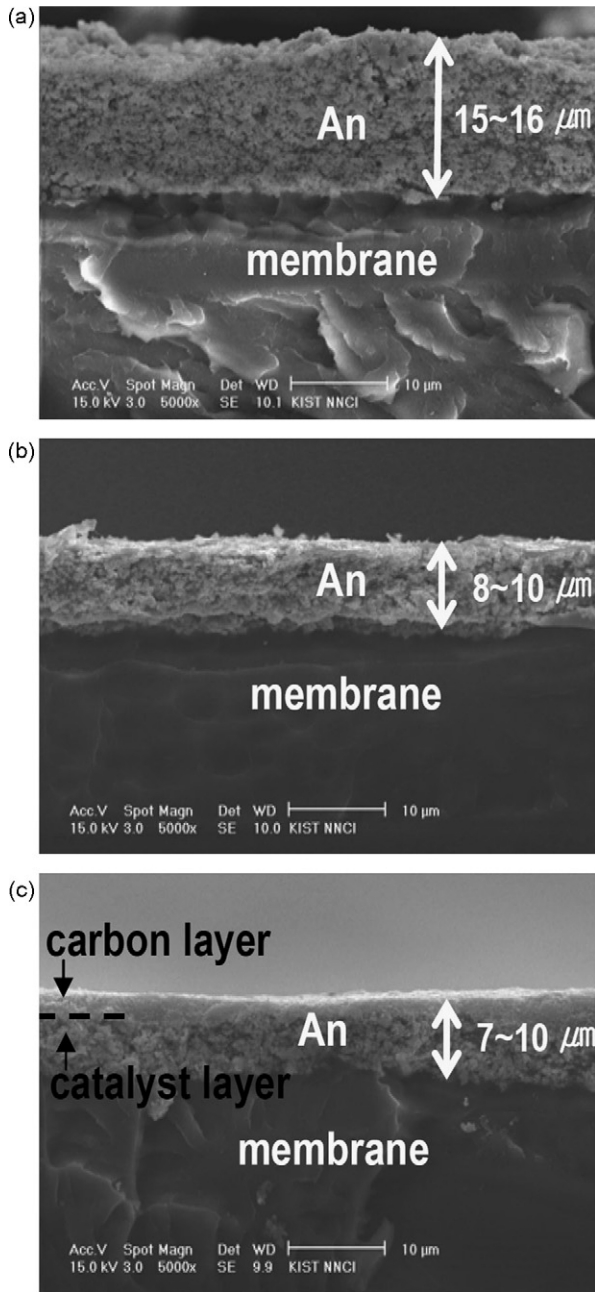 (a)
An
15~16 μm
membrane
Acc.V Spot Magn Det WD 10 μm
15.0 kV 3.0 5000x SE 10.1 KIST NNCI
(b)
An
8~10 μm
membrane
Acc.V Spot Magn Det WD 10 μm
15.0 kV 3.0 5000x SE 10.0 KIST NNCI
(c)
carbon layer
An
7~10 μm
catalyst layer
membrane
Acc.V Spot Magn Det WD 10 μm
15.0 kV 3.0 5000x SE 9.9 KIST NNCI